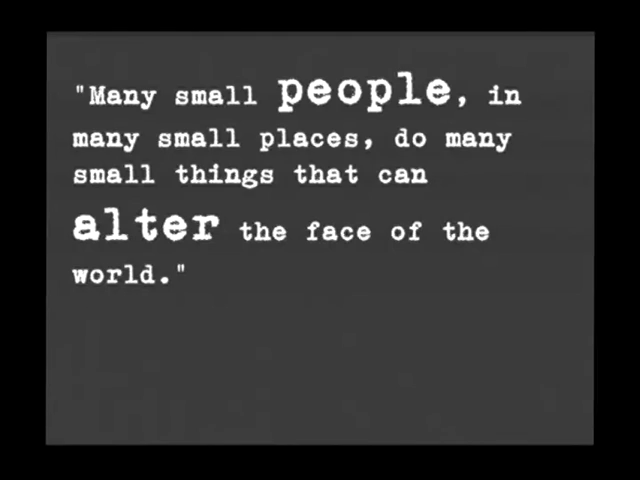 "Many small people, in
many small places, do many
small things that can
alter the face of the
world."